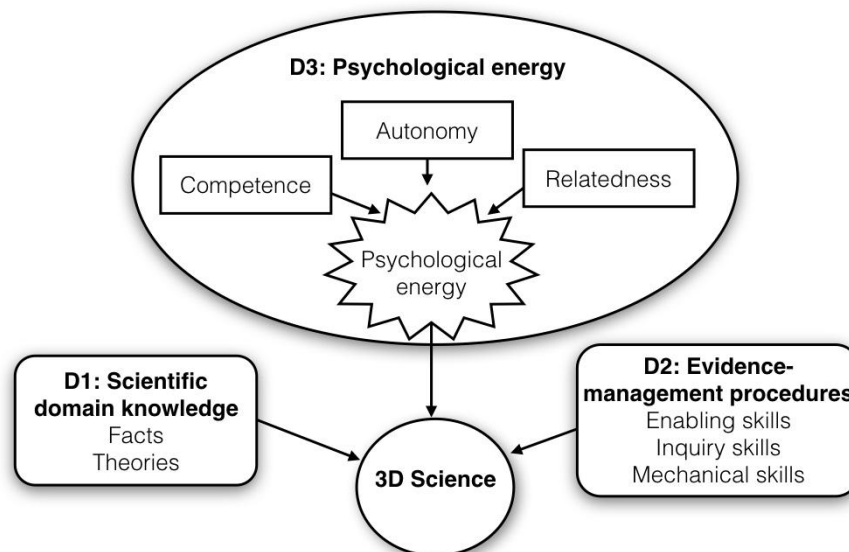 D3: Psychological energy
Autonomy
Competence
Relatedness
Psychological
energy
D1: Scientific
domain knowledge
Facts
Theories
D2: Evidence-
management procedures
Enabling skills
Inquiry skills
Mechanical skills
3D Science